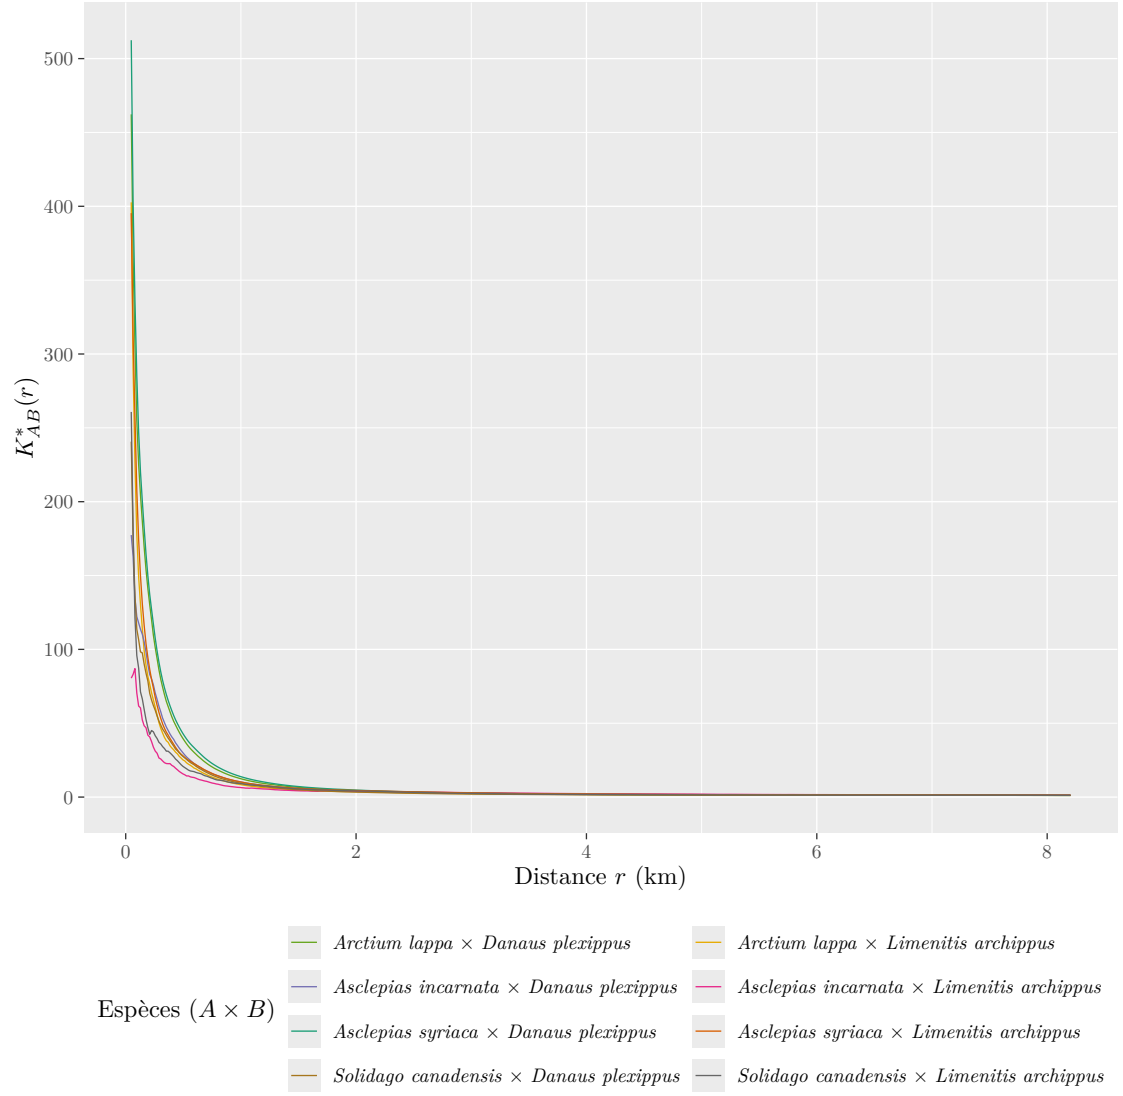 500
400
300
200
100
0
K*AB(r)
0 2 4 6 8
Distance r (km)
Espèces (A × B)
Arctium lappa × Danaus plexippus
Arctium lappa × Limenitis archippus
Asclepias incarnata × Danaus plexippus
Asclepias incarnata × Limenitis archippus
Asclepias syriaca × Danaus plexippus
Asclepias syriaca × Limenitis archippus
Solidago canadensis × Danaus plexippus
Solidago canadensis × Limenitis archippus